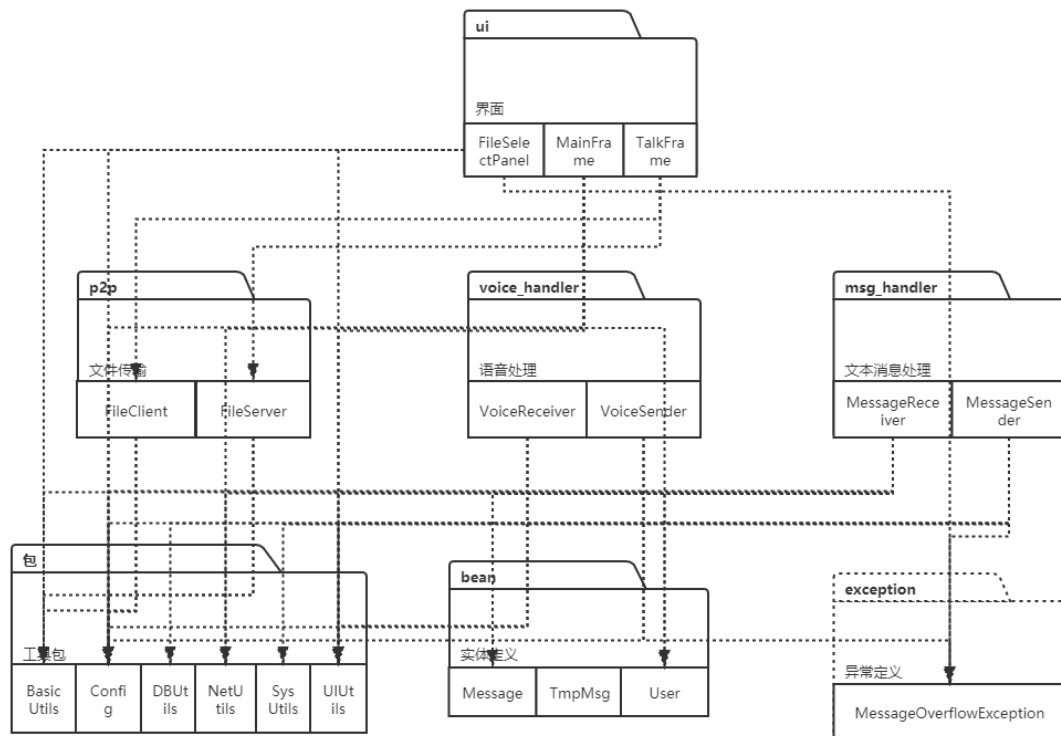 ui
界面
FileSele
ctPanel
MainFra
me
TalkFra
me
p2p
文件传输
FileClient
FileServer
voice_handler
语音处理
VoiceReceiver
VoiceSender
msg_handler
文本消息处理
MessageRece
iver
MessageSen
der
包
工具包
Basic
Utils
Confi
g
DBUt
ils
NetU
tils
Sys
Utils
UIUt
ils
bean
实体定义
Message
TmpMsg
User
exception
异常定义
MessageOverflowException